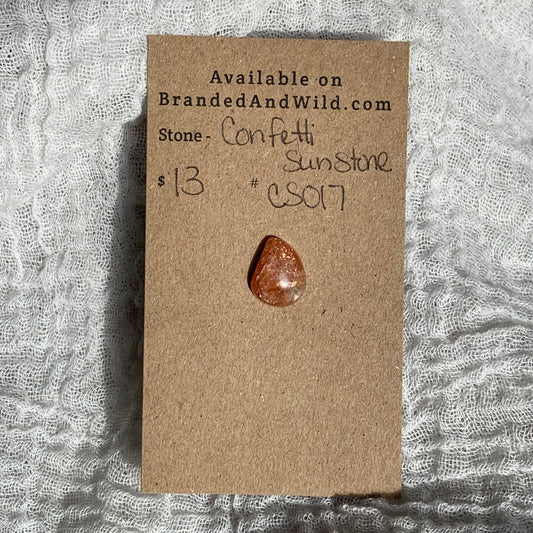 Available on
BrandedAndWild.com
Stone - Confetti
Sunstone
$ 13 # CS017